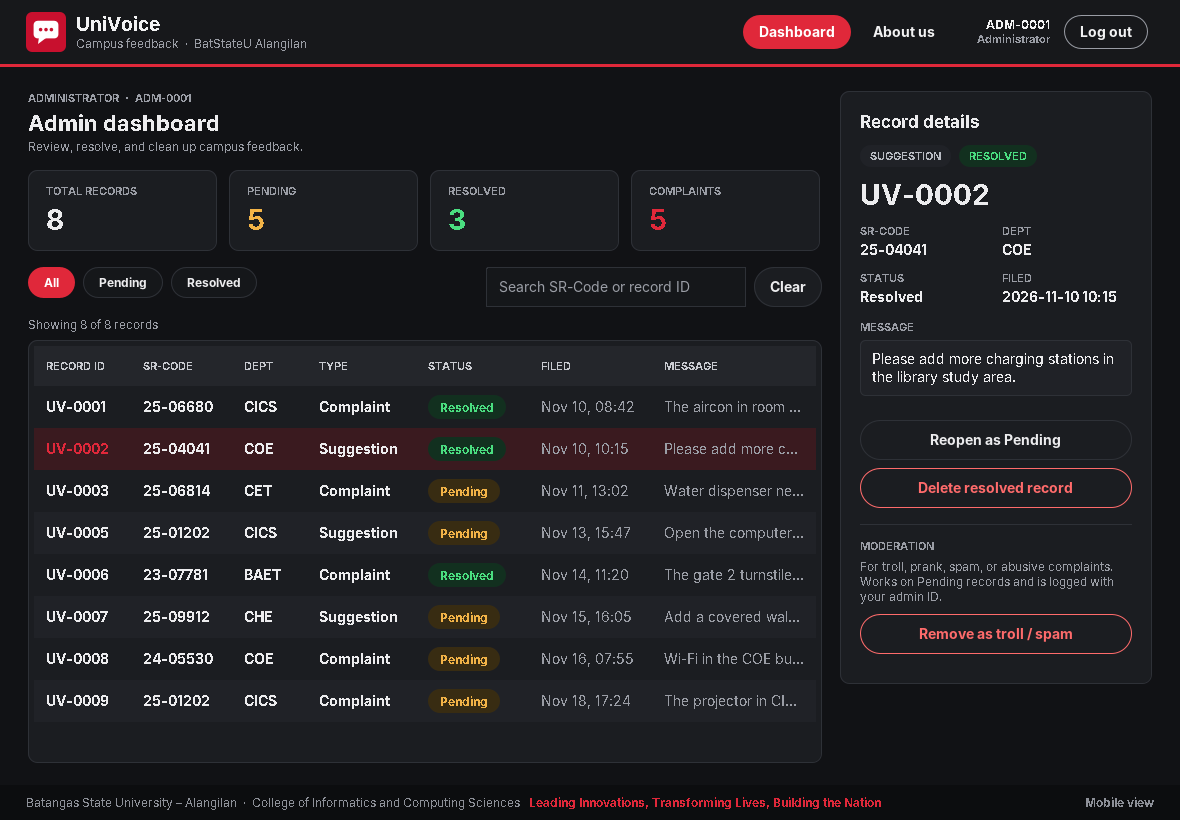 UniVoice
Campus feedback · BatStateU Alangilan
Dashboard
About us
ADM-0001
Administrator
Log out
ADMINISTRATOR · ADM-0001
Admin dashboard
Review, resolve, and clean up campus feedback.
TOTAL RECORDS
8
PENDING
5
RESOLVED
3
COMPLAINTS
5
All
Pending
Resolved
Search SR-Code or record ID
Clear
Showing 8 of 8 records
RECORD ID SR-CODE DEPT TYPE STATUS FILED MESSAGE
UV-0001 25-06680 CICS Complaint Resolved Nov 10, 08:42 The aircon in room ...
UV-0002 25-04041 COE Suggestion Resolved Nov 10, 10:15 Please add more c...
UV-0003 25-06814 CET Complaint Pending Nov 11, 13:02 Water dispenser ne...
UV-0005 25-01202 CICS Suggestion Pending Nov 13, 15:47 Open the computer...
UV-0006 23-07781 BAET Complaint Resolved Nov 14, 11:20 The gate 2 turnstile...
UV-0007 25-09912 CHE Suggestion Pending Nov 15, 16:05 Add a covered wal...
UV-0008 24-05530 COE Complaint Pending Nov 16, 07:55 Wi-Fi in the COE bu...
UV-0009 25-01202 CICS Complaint Pending Nov 18, 17:24 The projector in CI...
Record details
SUGGESTION RESOLVED
UV-0002
SR-CODE DEPT
25-04041 COE
STATUS FILED
Resolved 2026-11-10 10:15
MESSAGE
Please add more charging stations in
the library study area.
Reopen as Pending
Delete resolved record
MODERATION
For troll, prank, spam, or abusive complaints.
Works on Pending records and is logged with
your admin ID.
Remove as troll / spam
Batangas State University – Alangilan · College of Informatics and Computing Sciences Leading Innovations, Transforming Lives, Building the Nation
Mobile view